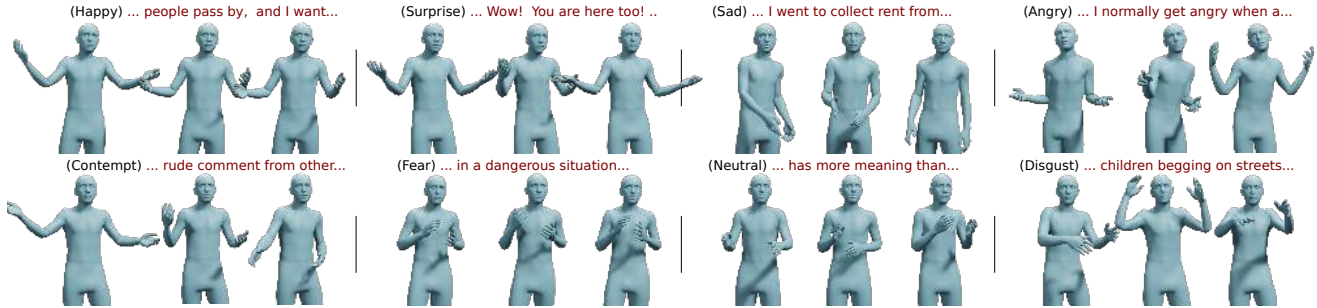 (Happy) ... people pass by, and I want...
(Surprise) ... Wow! You are here too! ..
(Sad) ... I went to collect rent from...
(Angry) ... I normally get angry when a...
(Contempt) ... rude comment from other...
(Fear) ... in a dangerous situation...
(Neutral) ... has more meaning than...
(Disgust) ... children begging on streets...